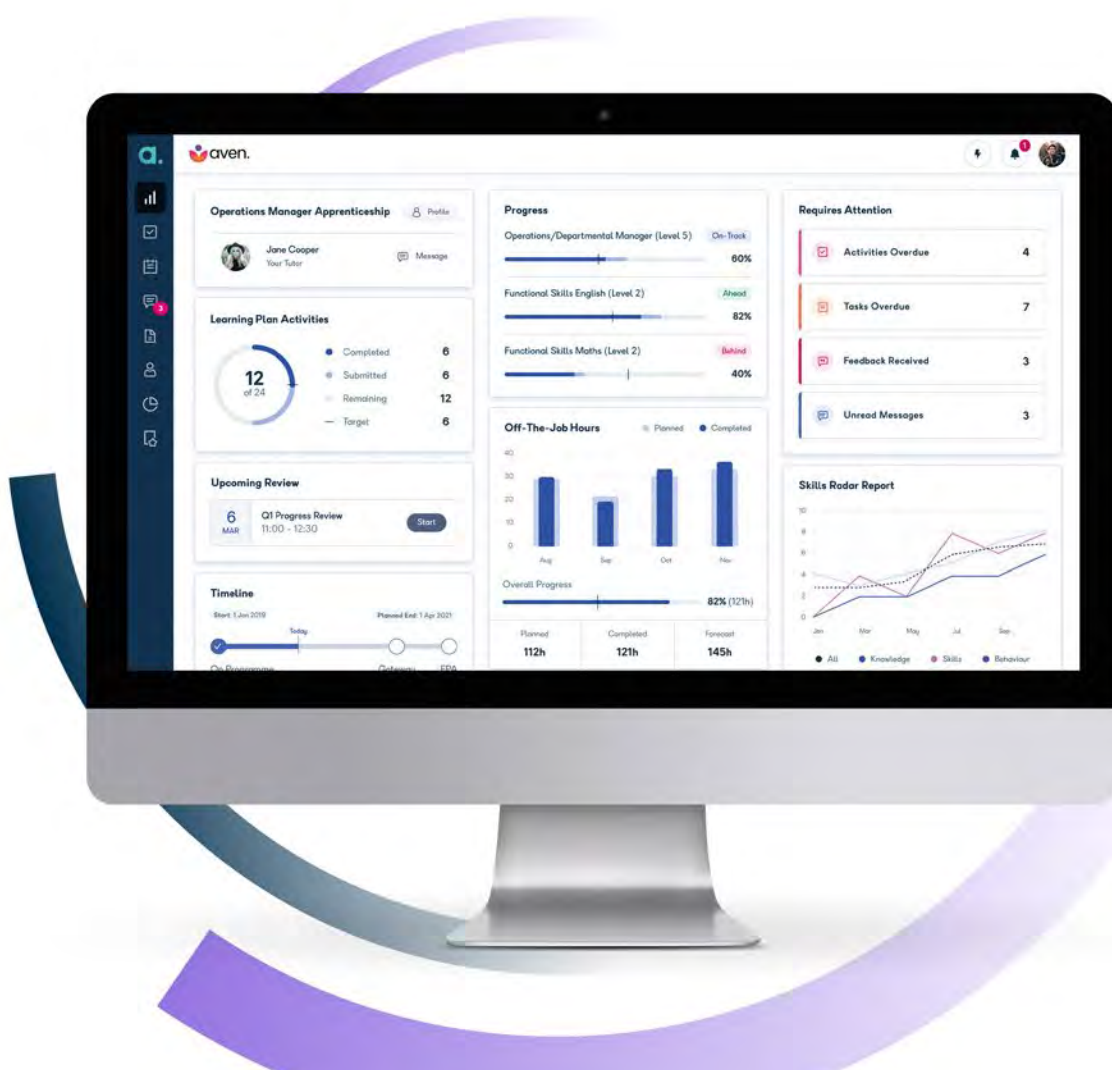 a.
aven.
1
3
Operations Manager Apprenticeship
Profile
Jane Cooper
Your Tutor
Message
Learning Plan Activities
12
of 24
Completed 6
Submitted 6
Remaining 12
Target 6
Upcoming Review
6
MAR
Q1 Progress Review
11:00 - 12:30
Start
Timeline
Start: 1 Jan 2019
Planned End: 1 Apr 2021
Today
On Programme
Gateway
EPA
Progress
Operations/Departmental Manager (Level 5) On-Track
60%
Functional Skills English (Level 2) Ahead
82%
Functional Skills Maths (Level 2) Behind
40%
Off-The-Job Hours
Planned
Completed
40
30
20
10
0
Aug Sep Oct Nov
Overall Progress
82% (121h)
Planned Completed Forecast
112h 121h 145h
Requires Attention
Activities Overdue 4
Tasks Overdue 7
Feedback Received 3
Unread Messages 3
Skills Radar Report
10
8
6
4
2
0
Jan Mar May Jul Sep
All Knowledge Skills Behaviour